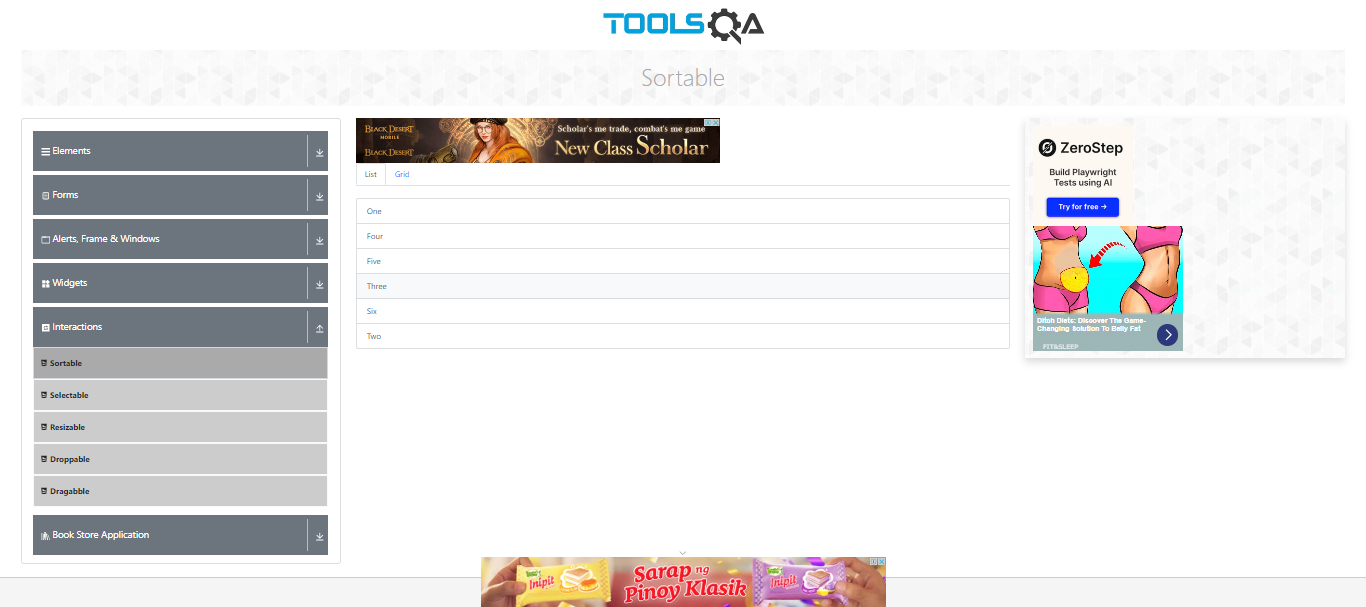 TOOLSQA
Sortable
Elements
Forms
Alerts, Frame & Windows
Widgets
Interactions
Sortable
Selectable
Resizable
Droppable
Dragabble
Book Store Application
BLACK DESERT
MOBILE
BLACK DESERT
Scholar's me trade, combat's me game
New Class Scholar
List
Grid
One
Four
Five
Three
Six
Two
ZeroStep
Build Playwright
Tests using AI
Try for free →
Ditch Diets: Discover The Game-
Changing Solution To Belly Fat
FIT&SLEEP
Inipit
Sarap ng
Pinoy Klasik
Inipit